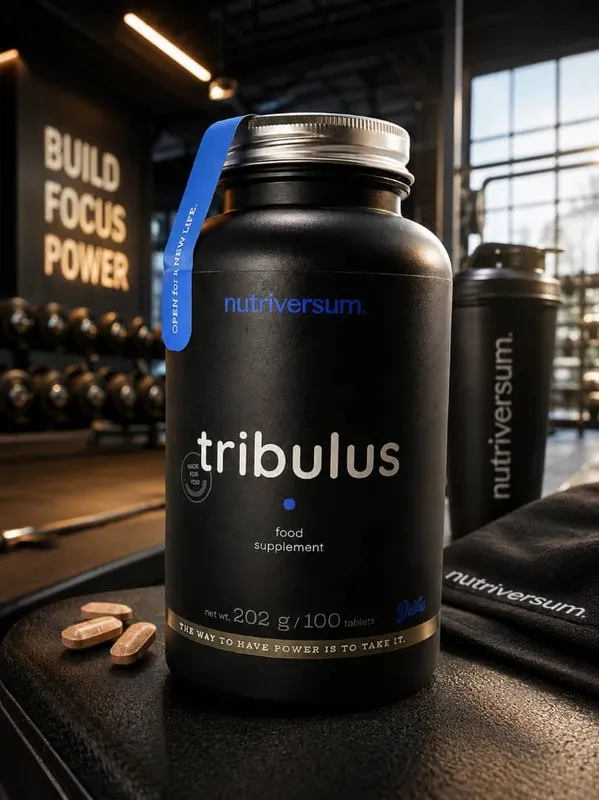 BUILD
FOCUS
POWER
OPEN for a NEW LIFE.
nutriversum.
tribulus
MADE
FOR
YOU
food
supplement
net wt. 202 g / 100 tablets
THE WAY TO HAVE POWER IS TO TAKE IT.
nutriversum.
nutriversum.